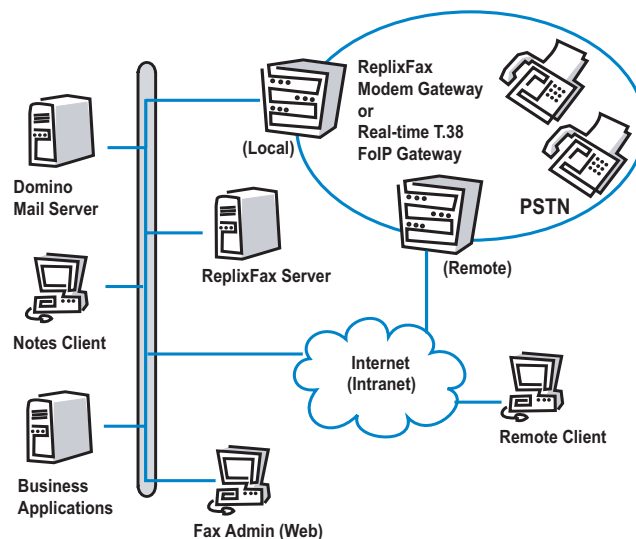 ReplixFax
Modem Gateway
or
Real-time T.38
FoIP Gateway
(Local)
PSTN
Domino
Mail Server
ReplixFax Server
(Remote)
Notes Client
Internet
(Intranet)
Remote Client
Business
Applications
Fax Admin (Web)